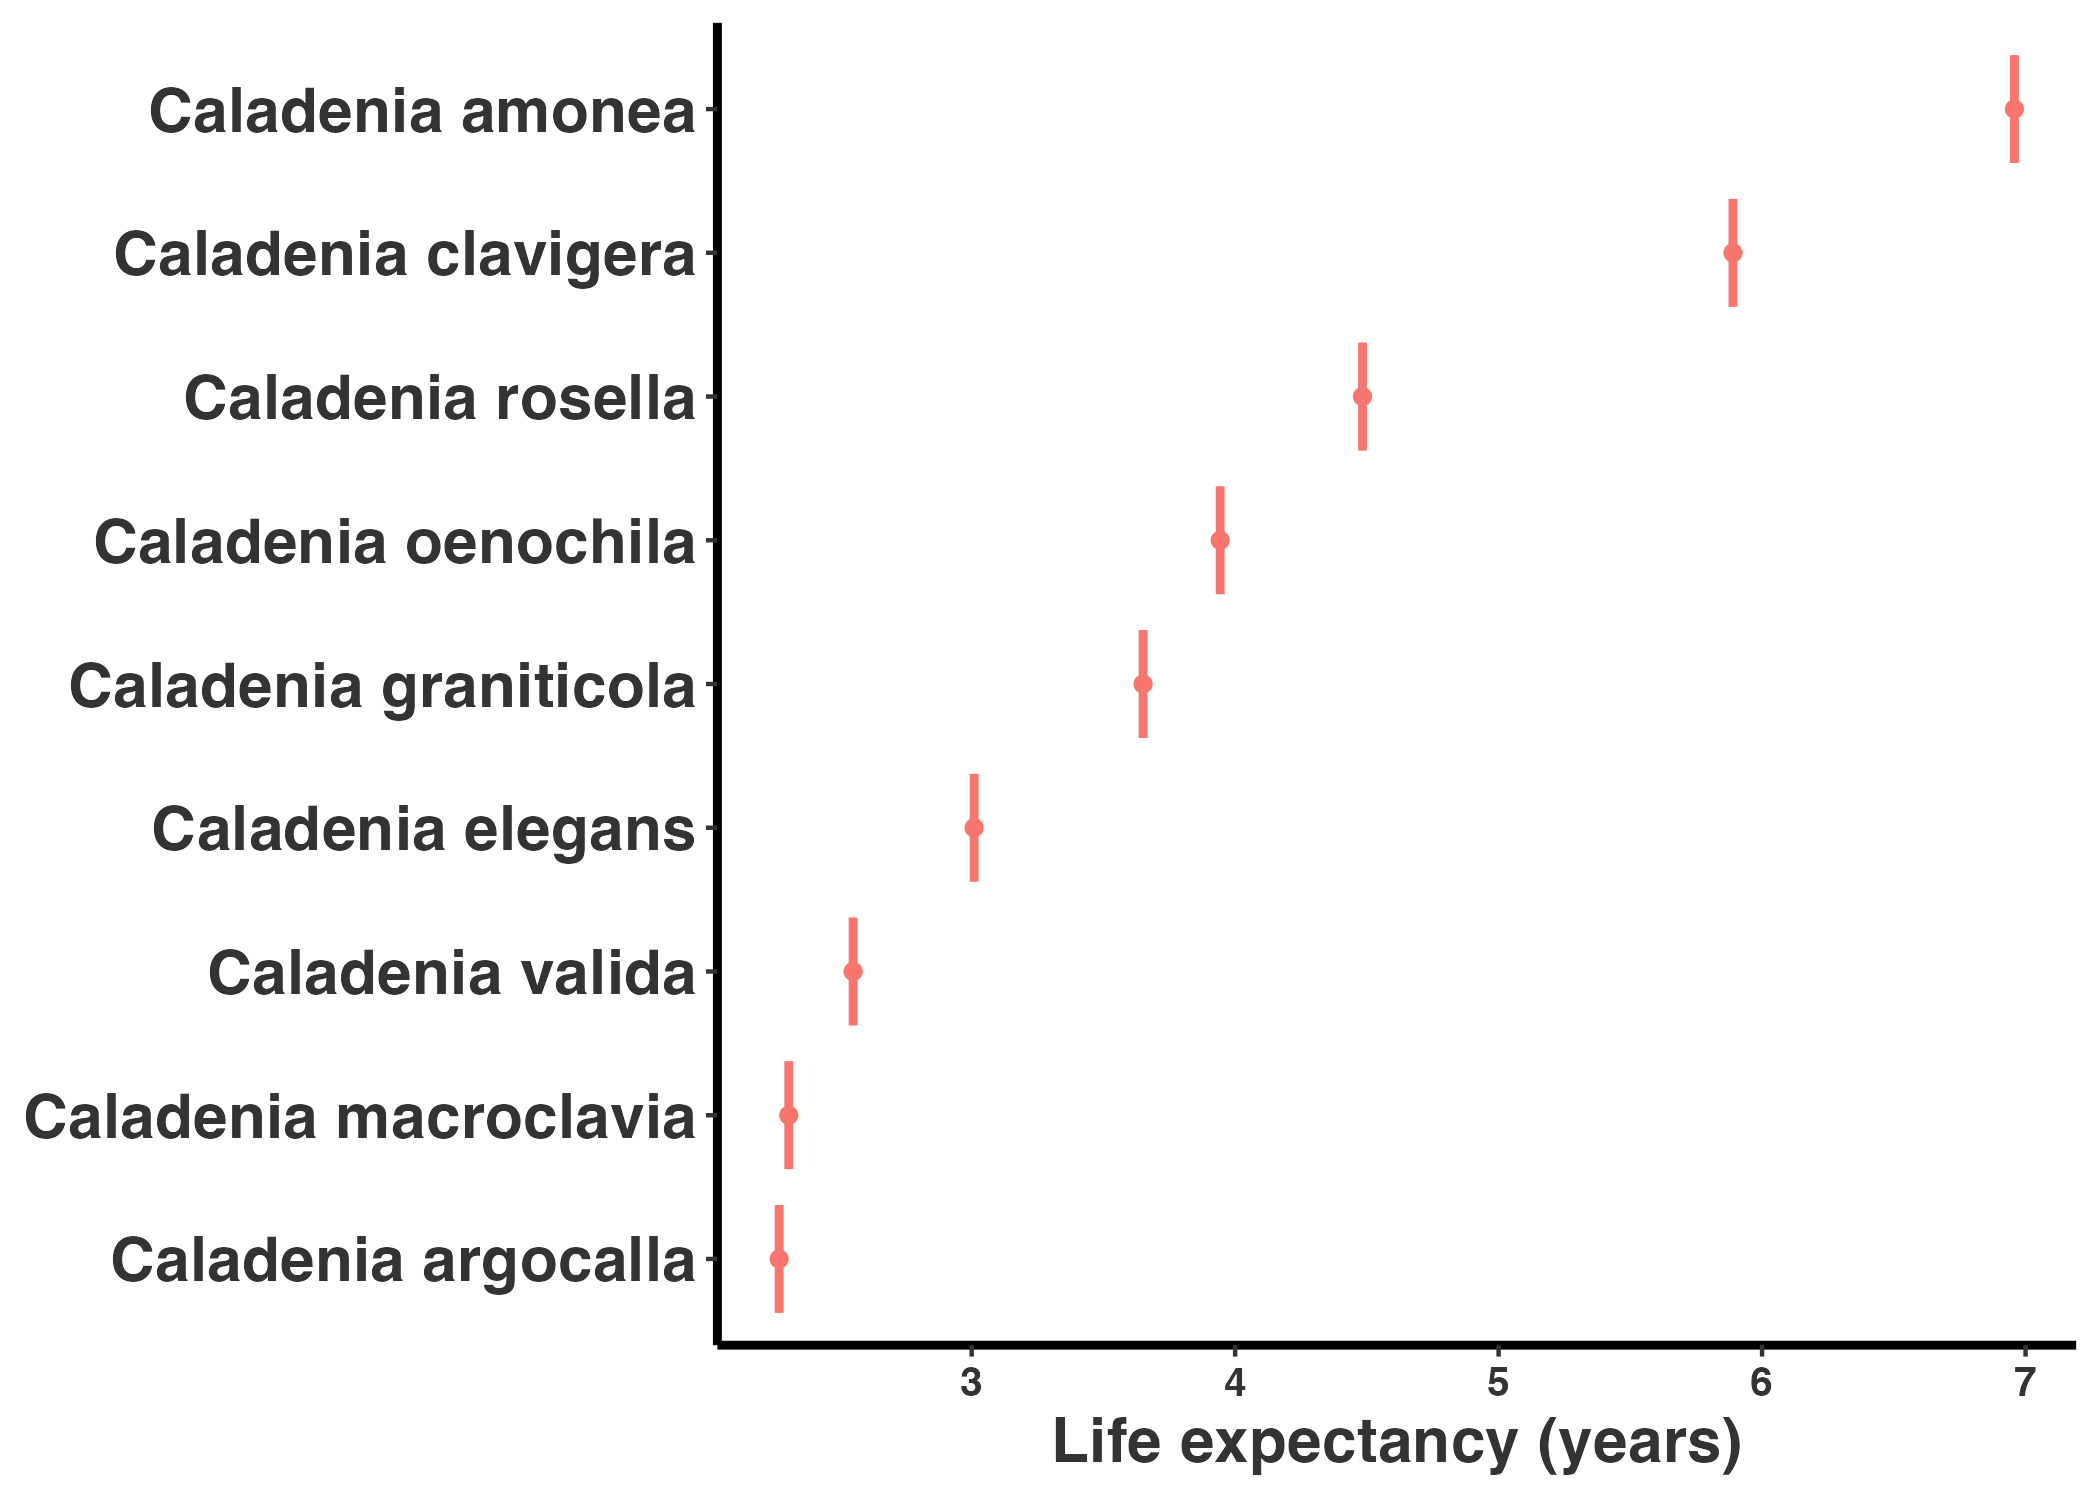 Caladenia amonea
Caladenia clavigera
Caladenia rosella
Caladenia oenochila
Caladenia graniticola
Caladenia elegans
Caladenia valida
Caladenia macroclavia
Caladenia argocalla
3 4 5 6 7
Life expectancy (years)